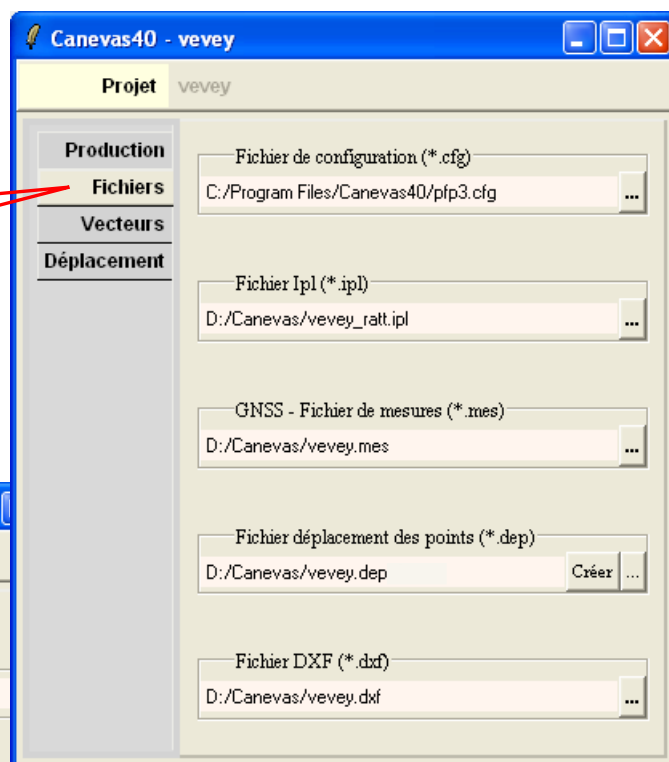 Canevas40 - vevey
Projet vevey
Production
Fichiers
Vecteurs
Déplacement
Fichier de configuration (*.cfg)
C:/Program Files/Canevas40/pfp3.cfg ...
Fichier Ipl (*.ipl)
D:/Canevas/vevey_ratt.ipl ...
GNSS - Fichier de mesures (*.mes)
D:/Canevas/vevey.mes ...
Fichier déplacement des points (*.dep)
D:/Canevas/vevey.dep Créer ...
Fichier DXF (*.dxf)
D:/Canevas/vevey.dxf ...